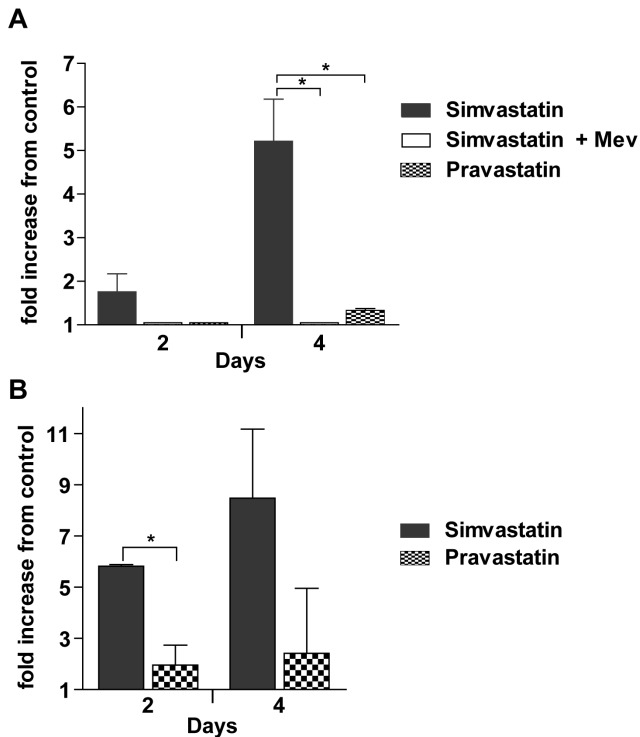 A
fold increase from control
7
6
5
4
3
2
1
*
*
2
4
Days
Simvastatin
Simvastatin + Mev
Pravastatin
B
fold increase from control
11
9
7
5
3
1
*
2
4
Days
Simvastatin
Pravastatin